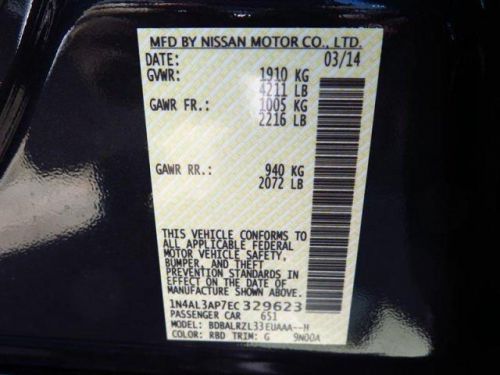 MFD BY NISSAN MOTOR CO., LTD.
DATE: 03/14
GVWR: 1910 KG
4211 LB
GAWR FR.: 1005 KG
2216 LB
GAWR RR.: 940 KG
2072 LB
THIS VEHICLE CONFORMS TO
ALL APPLICABLE FEDERAL
MOTOR VEHICLE SAFETY,
BUMPER, AND THEFT
PREVENTION STANDARDS
IN EFFECT ON THE DATE OF
MANUFACTURE SHOWN ABOVE.
1N4AL3AP7EC329623
PASSENGER CAR 651
MODEL: BDBALRZL33EUAAA--H
COLOR: RBD TRIM: G 9N00A